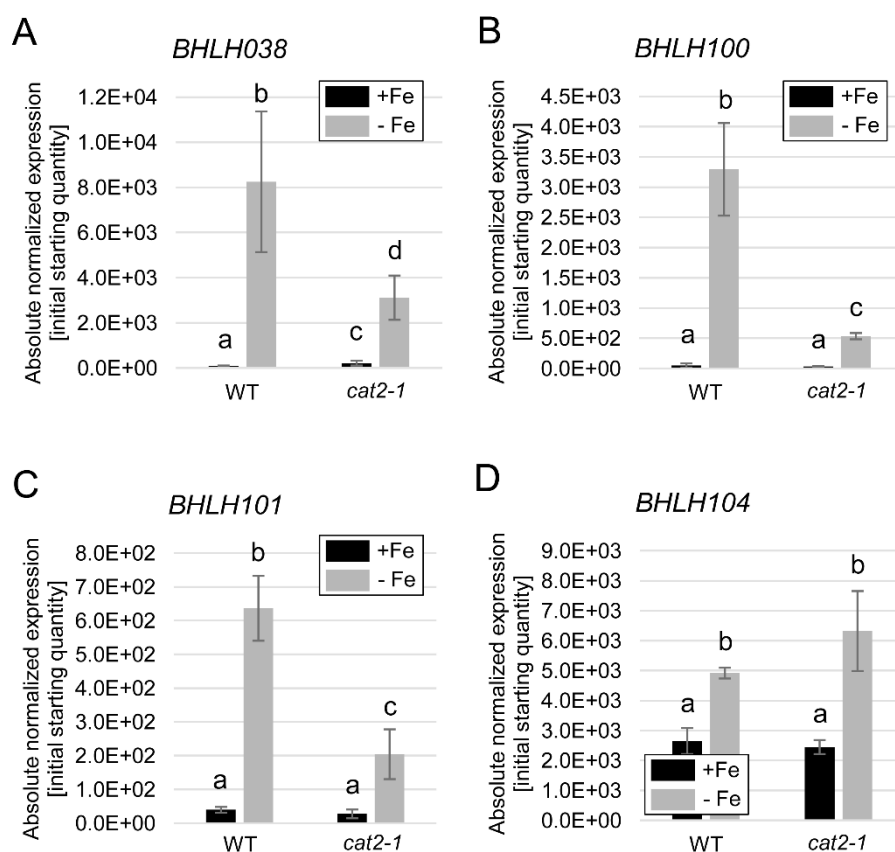 A
BHLH038
Absolute normalized expression
[initial starting quantity]
1.2E+04
1.0E+04
8.0E+03
6.0E+03
4.0E+03
2.0E+03
0.0E+00
+Fe
- Fe
a
b
c
d
WT
cat2-1
B
BHLH100
Absolute normalized expression
[initial starting quantity]
4.5E+03
4.0E+03
3.5E+03
3.0E+03
2.5E+03
2.0E+03
1.5E+03
1.0E+03
5.0E+02
0.0E+00
+Fe
- Fe
a
b
a
c
WT
cat2-1
C
BHLH101
Absolute normalized expression
[initial starting quantity]
8.0E+02
7.0E+02
6.0E+02
5.0E+02
4.0E+02
3.0E+02
2.0E+02
1.0E+02
0.0E+00
+Fe
- Fe
a
b
a
c
WT
cat2-1
D
BHLH104
Absolute normalized expression
[initial starting quantity]
9.0E+03
8.0E+03
7.0E+03
6.0E+03
5.0E+03
4.0E+03
3.0E+03
2.0E+03
1.0E+03
0.0E+00
a
b
a
b
+Fe
- Fe
WT
cat2-1